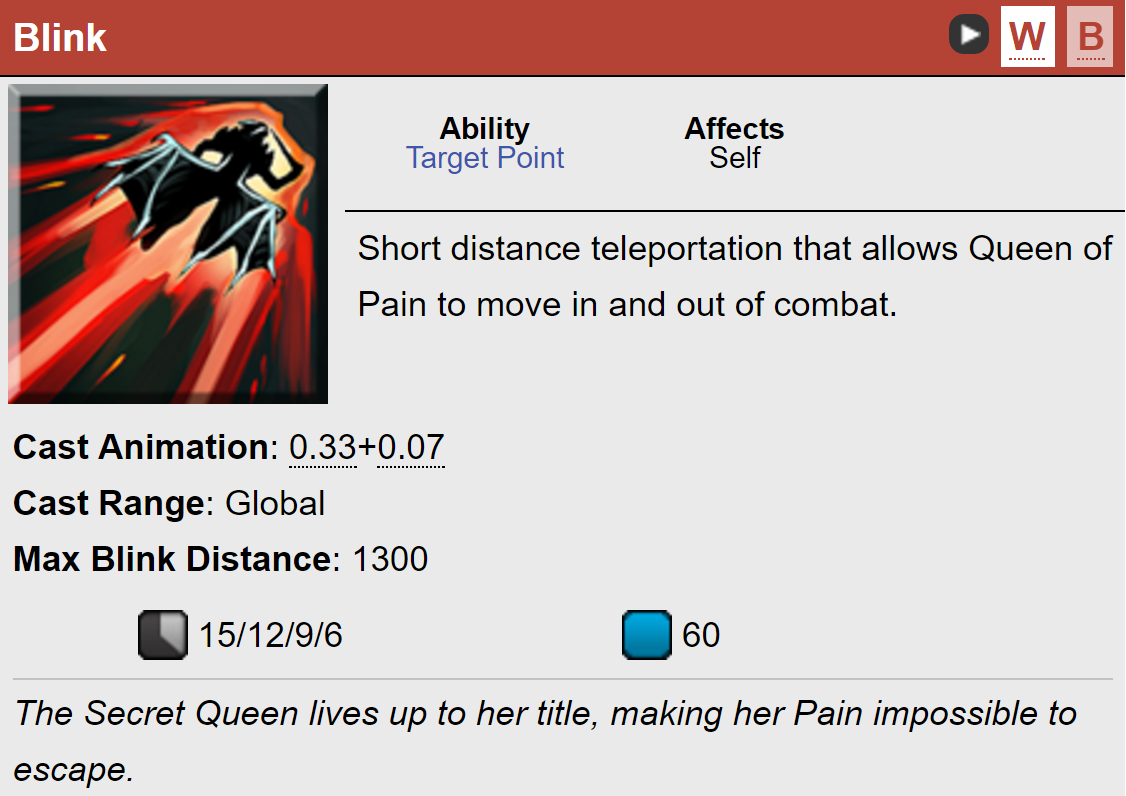 Blink
W B
Ability Affects
Target Point Self
Short distance teleportation that allows Queen of
Pain to move in and out of combat.
Cast Animation: 0.33+0.07
Cast Range: Global
Max Blink Distance: 1300
15/12/9/6 60
The Secret Queen lives up to her title, making her Pain impossible to
escape.